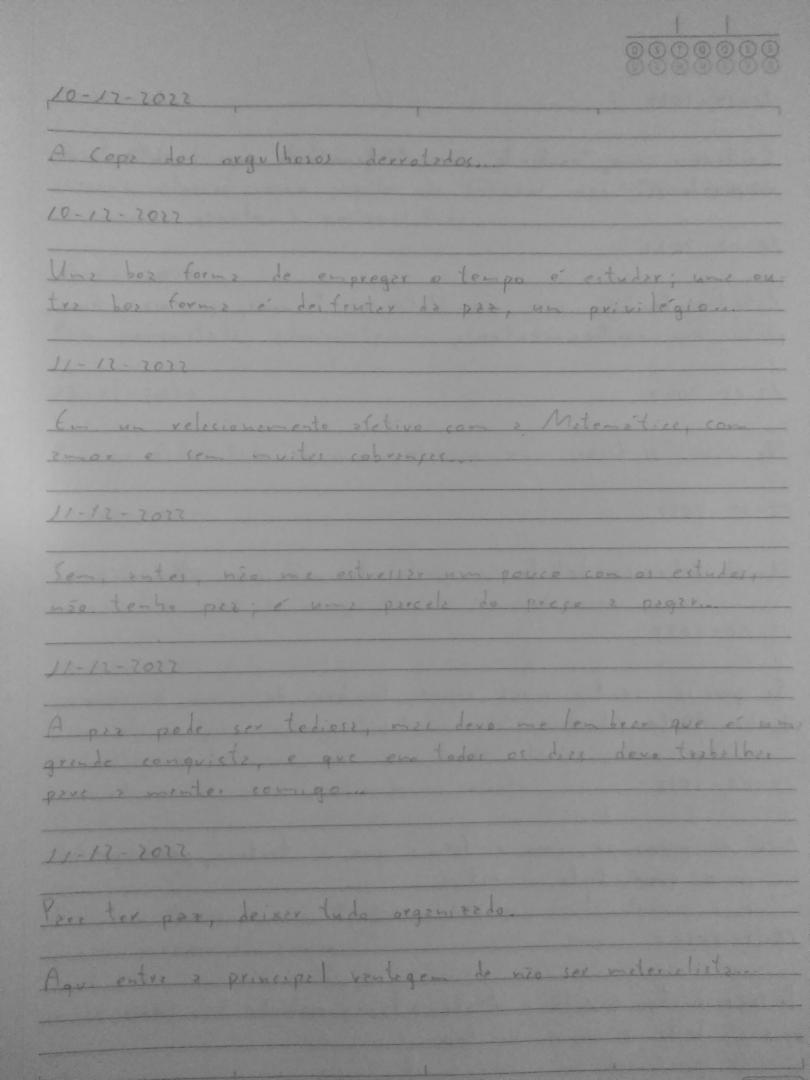 D S T Q Q S S
D S T Q Q S S
10-12-2022
A Copa dos orgulhosos derrotados...
10-12-2022
Uma boa forma de empregar o tempo é estudar; uma ou-
tra boa forma é desfrutar da paz, um privilégio...
11-12-2022
Em um relacionamento afetivo com a Matemática, com
amor e sem muitas cobranças...
11-12-2022
Sem, antes, não me estressar um pouco com os estudos,
não tenho paz; é uma parcela do preço a pagar...
11-12-2022
A paz pode ser tediosa, mas devo me lembrar que é uma
grande conquista, e que em todos os dias devo trabalhar
para a manter comigo...
11-12-2022
Para ter paz, deixar tudo organizado.
Aqui entra a principal vantagem de não ser materialista...